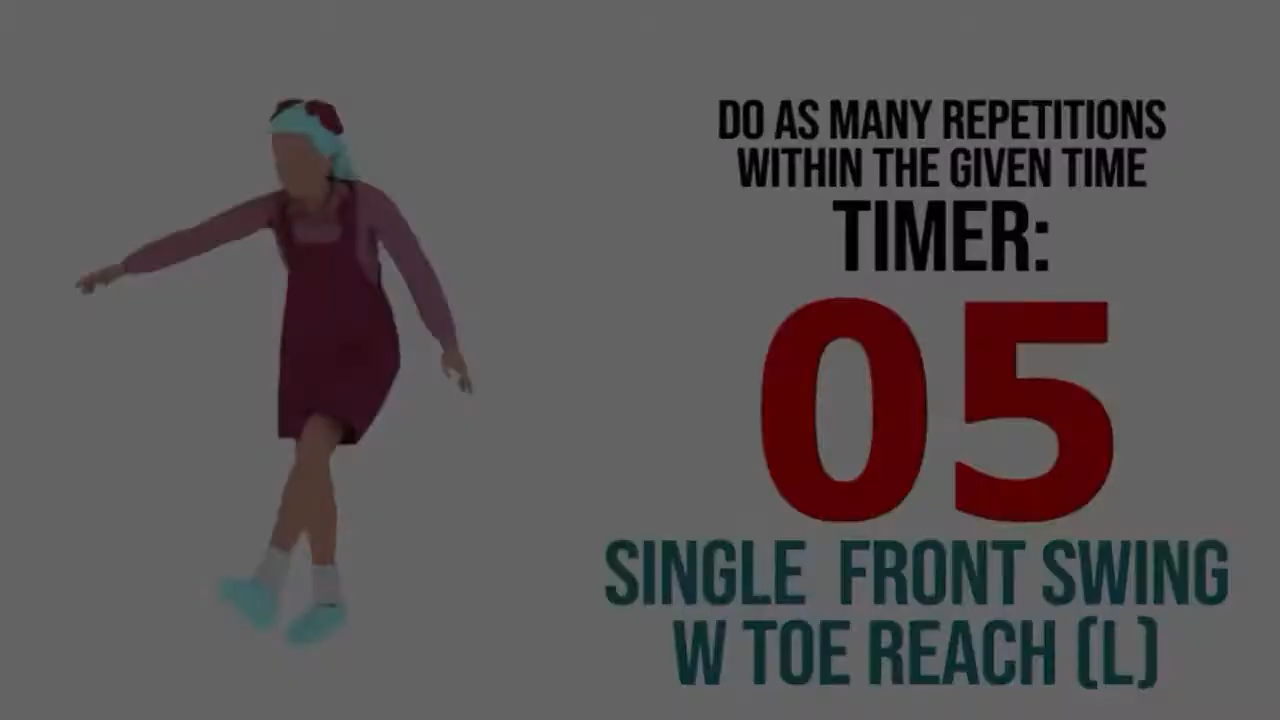 DO AS MANY REPETITIONS
WITHIN THE GIVEN TIME
TIMER:
05
SINGLE FRONT SWING
W TOE REACH (L)